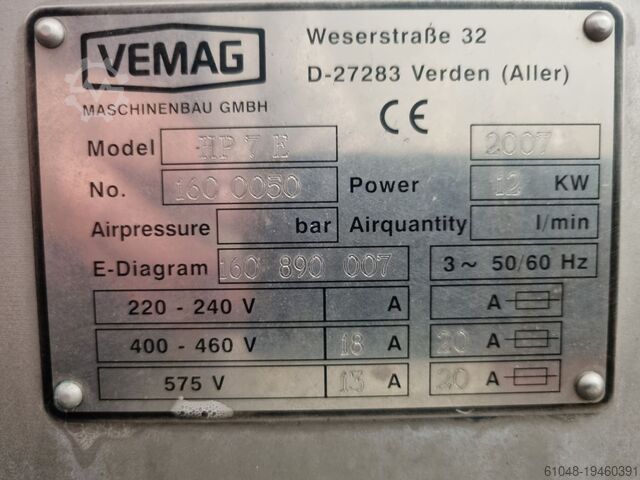 VEMAG
MASCHINENBAU GMBH
Weserstraße 32
D-27283 Verden (Aller)
CE
Model HP 7 E 2007
No. 160 0050 Power 12 KW
Airpressure bar Airquantity l/min
E-Diagram 160 890 007 3~ 50/60 Hz
220 - 240 V A A
400 - 460 V 18 A 20 A
575 V 13 A 20 A
61048-19460391